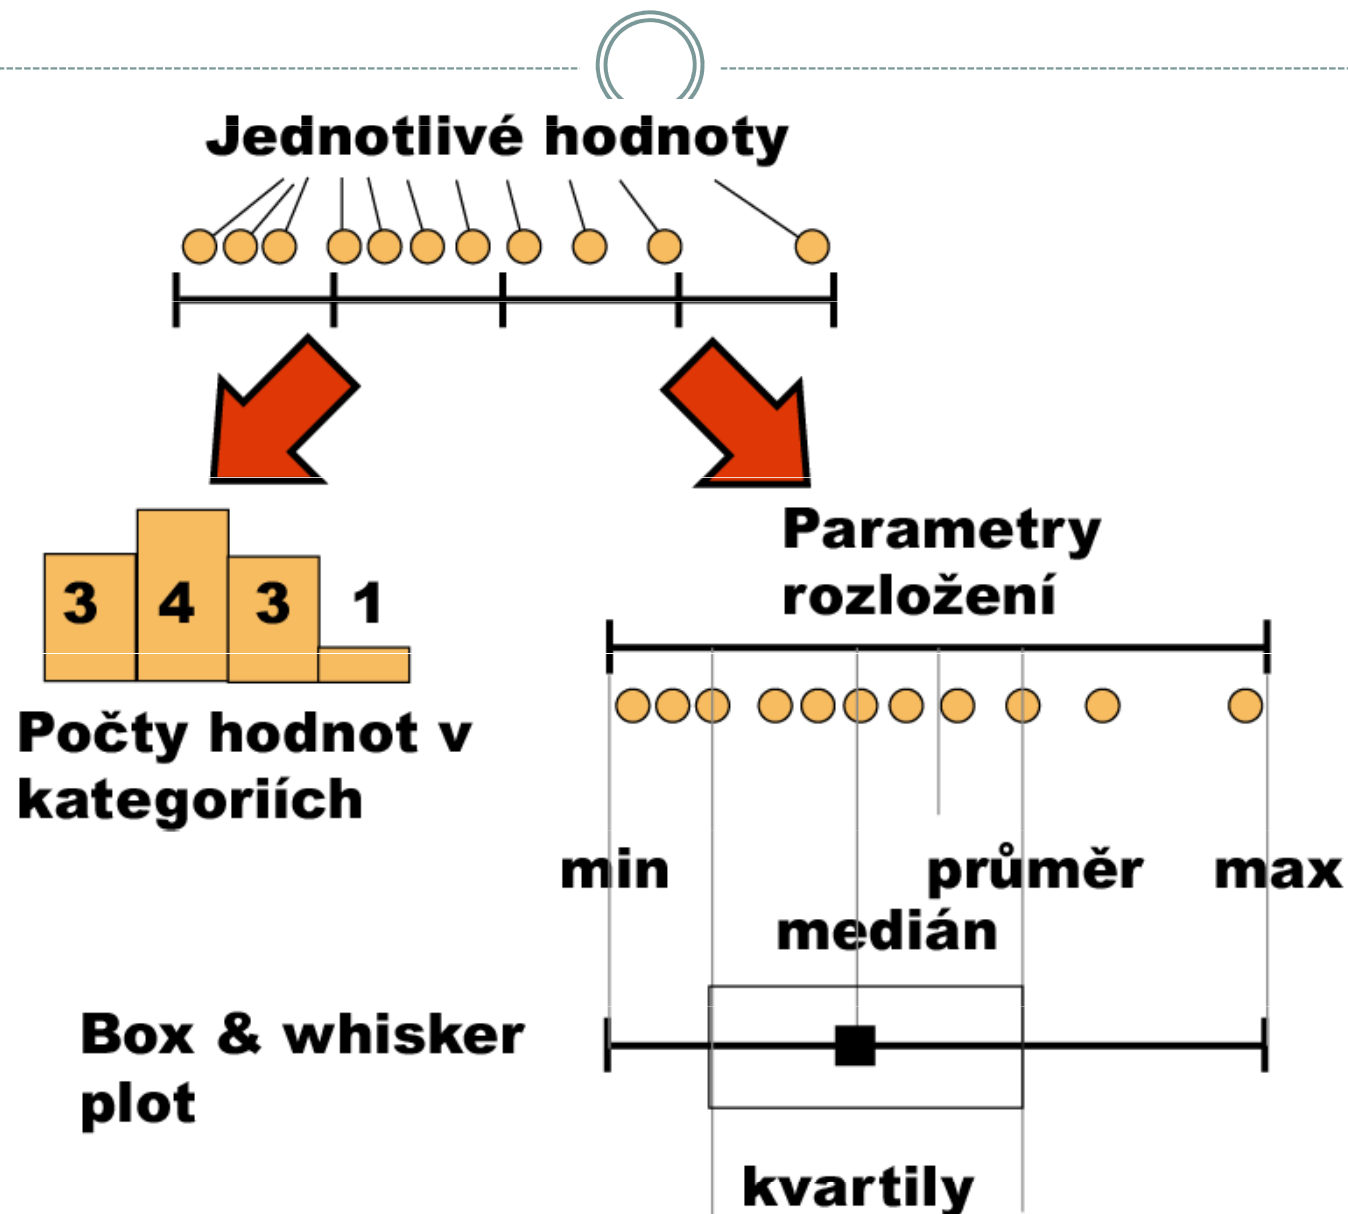 Jednotlivé hodnoty
Parametry
rozložení
3 4 3 1
Počty hodnot v
kategoriích
min průměr max
medián
Box & whisker
plot
kvartily